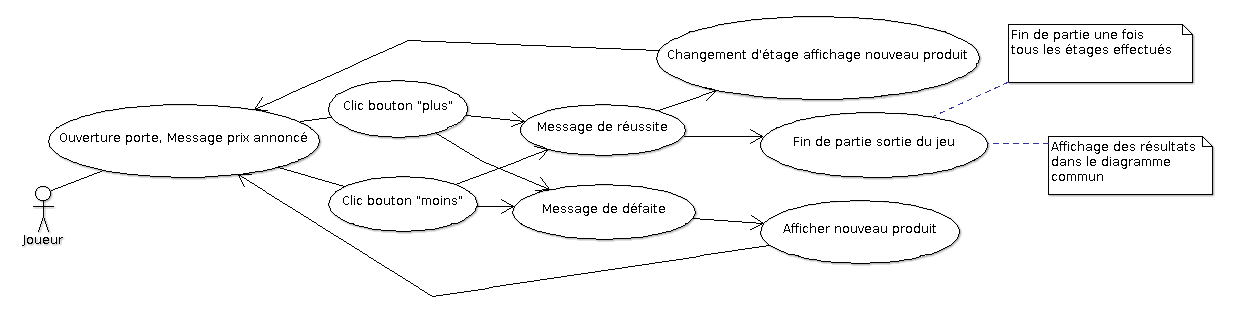 Fin de partie une fois
tous les étages effectués
Changement d'étage affichage nouveau produit
Clic bouton "plus"
Message de réussite
Ouverture porte, Message prix annoncé
Fin de partie sortie du jeu
Affichage des résultats
dans le diagramme
commun
Clic bouton "moins"
Message de défaite
Afficher nouveau produit
Joueur